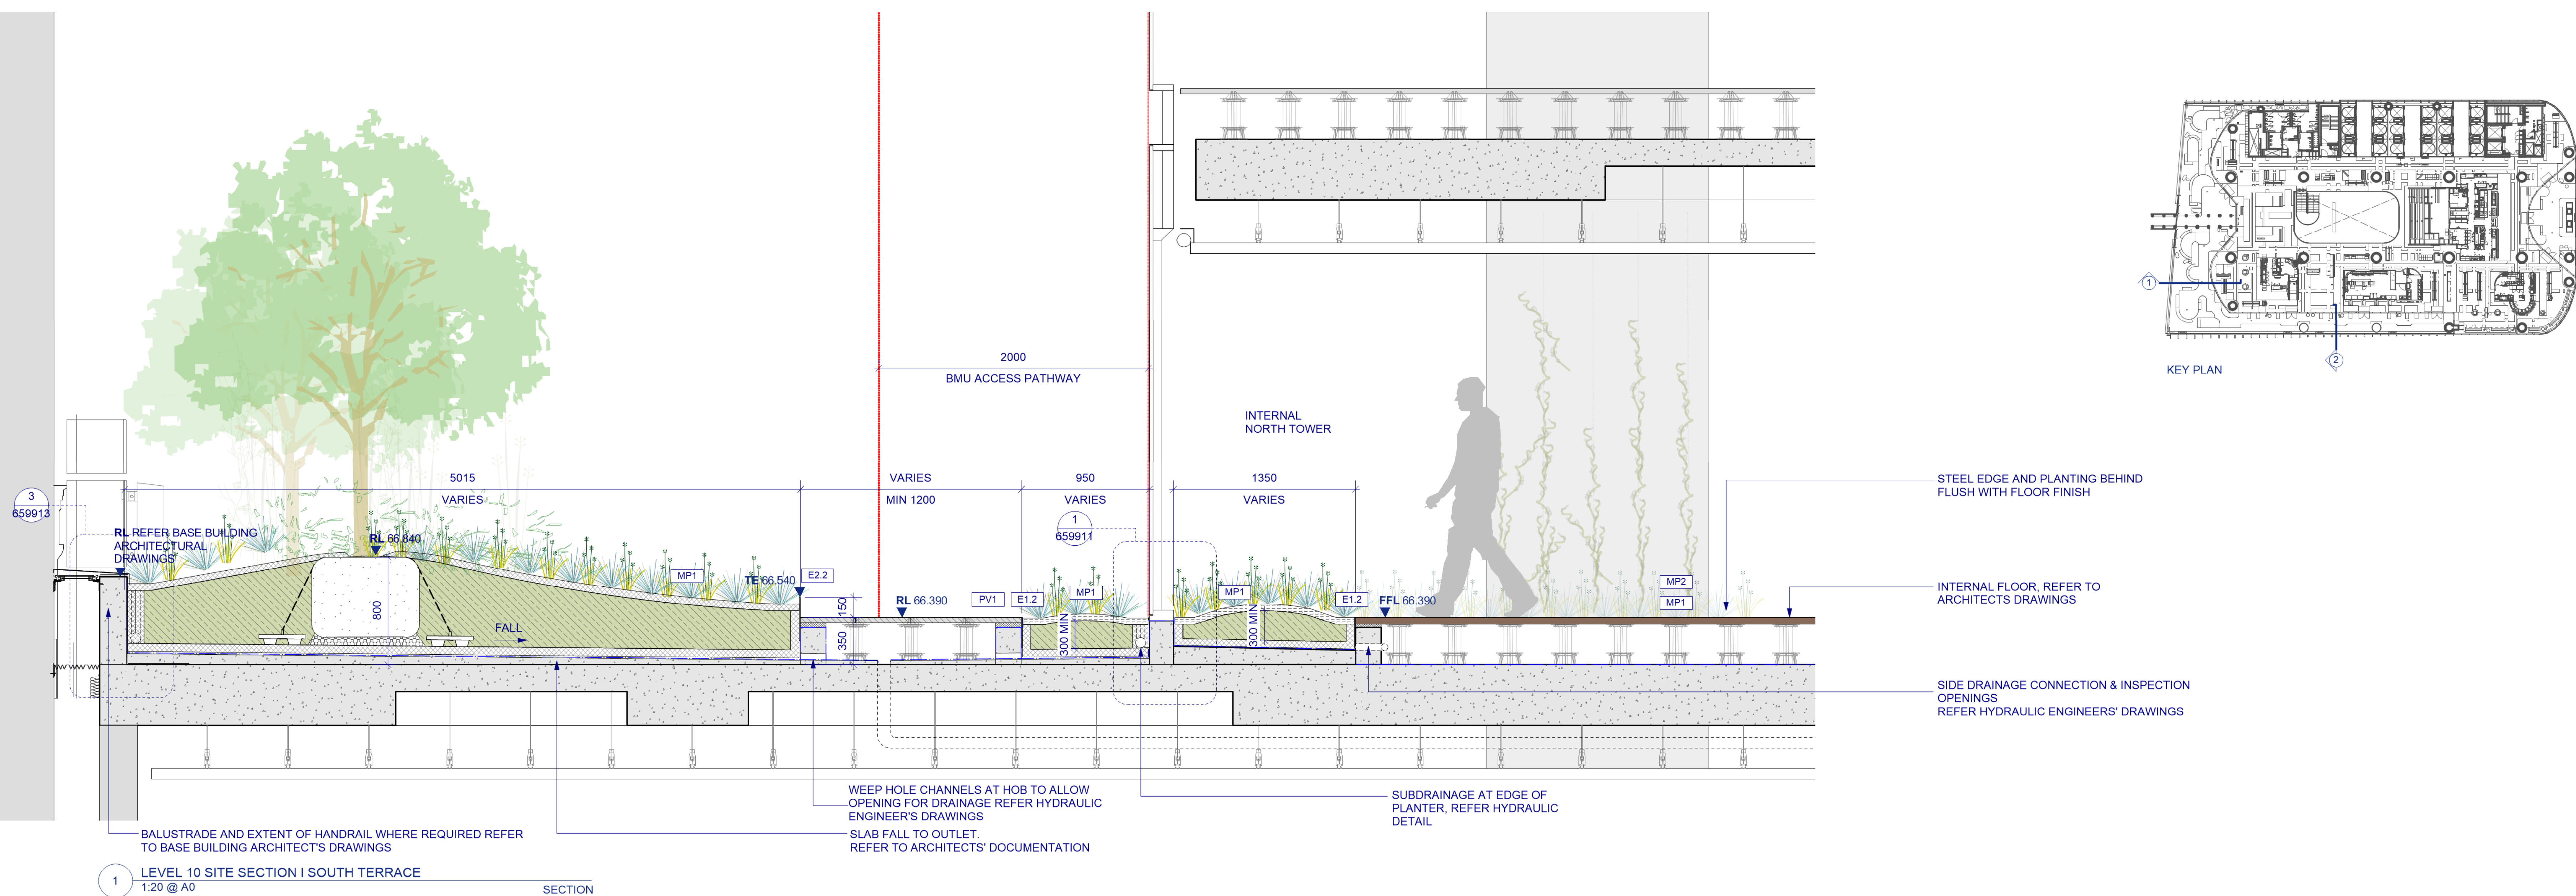 2000
BMU ACCESS PATHWAY
INTERNAL
NORTH TOWER
KEY PLAN
1
2
5015
VARIES
VARIES
MIN 1200
950
VARIES
1350
VARIES
3
659913
1
659911
RL REFER BASE BUILDING
ARCHITECTURAL
DRAWINGS
RL 66.840
MP1
TE 66.540
E2.2
RL 66.390
PV1
E1.2
MP1
MP1
E1.2
FFL 66.390
MP2
MP1
800
FALL
150
350
300 MIN
300 MIN
STEEL EDGE AND PLANTING BEHIND
FLUSH WITH FLOOR FINISH
INTERNAL FLOOR, REFER TO
ARCHITECTS DRAWINGS
SIDE DRAINAGE CONNECTION & INSPECTION
OPENINGS
REFER HYDRAULIC ENGINEERS' DRAWINGS
WEEP HOLE CHANNELS AT HOB TO ALLOW
OPENING FOR DRAINAGE REFER HYDRAULIC
ENGINEER'S DRAWINGS
SUBDRAINAGE AT EDGE OF
PLANTER, REFER HYDRAULIC
DETAIL
BALUSTRADE AND EXTENT OF HANDRAIL WHERE REQUIRED REFER
TO BASE BUILDING ARCHITECT'S DRAWINGS
SLAB FALL TO OUTLET.
REFER TO ARCHITECTS' DOCUMENTATION
1
LEVEL 10 SITE SECTION I SOUTH TERRACE
1:20 @ A0
SECTION